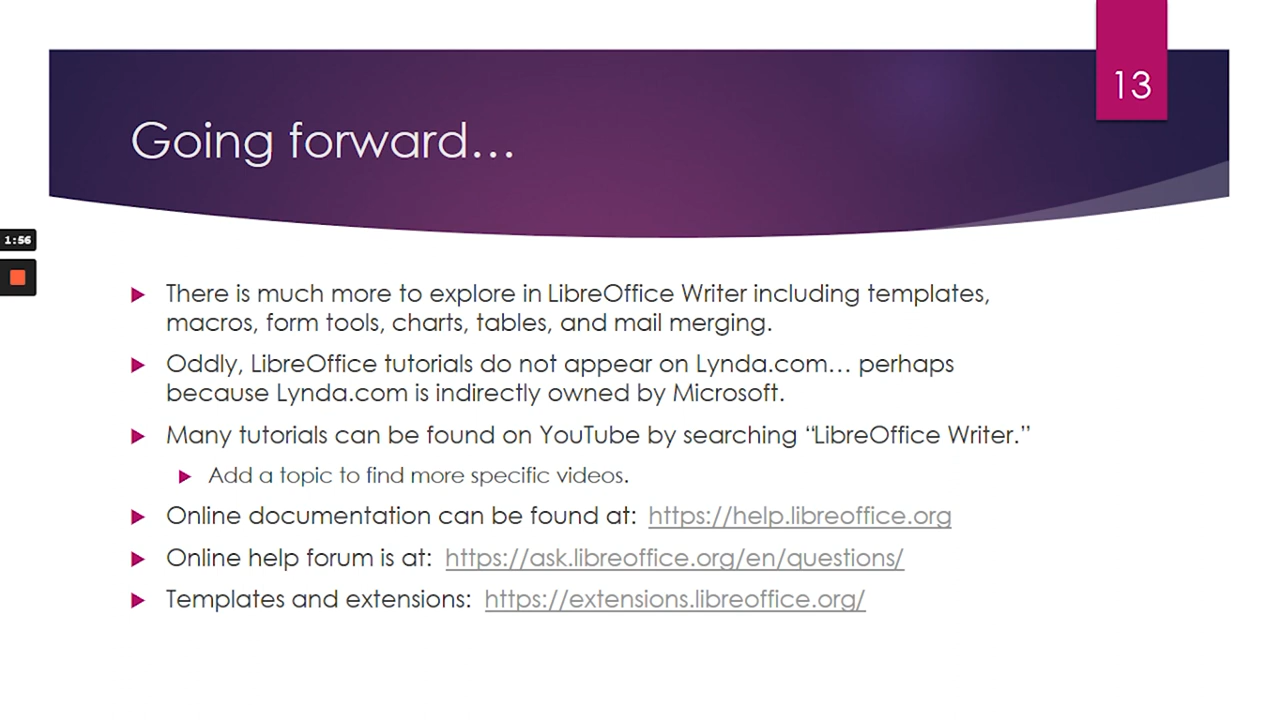 13
Going forward…
1:56
There is much more to explore in LibreOffice Writer including templates,
macros, form tools, charts, tables, and mail merging.
Oddly, LibreOffice tutorials do not appear on Lynda.com… perhaps
because Lynda.com is indirectly owned by Microsoft.
Many tutorials can be found on YouTube by searching “LibreOffice Writer.”
Add a topic to find more specific videos.
Online documentation can be found at: https://help.libreoffice.org
Online help forum is at: https://ask.libreoffice.org/en/questions/
Templates and extensions: https://extensions.libreoffice.org/